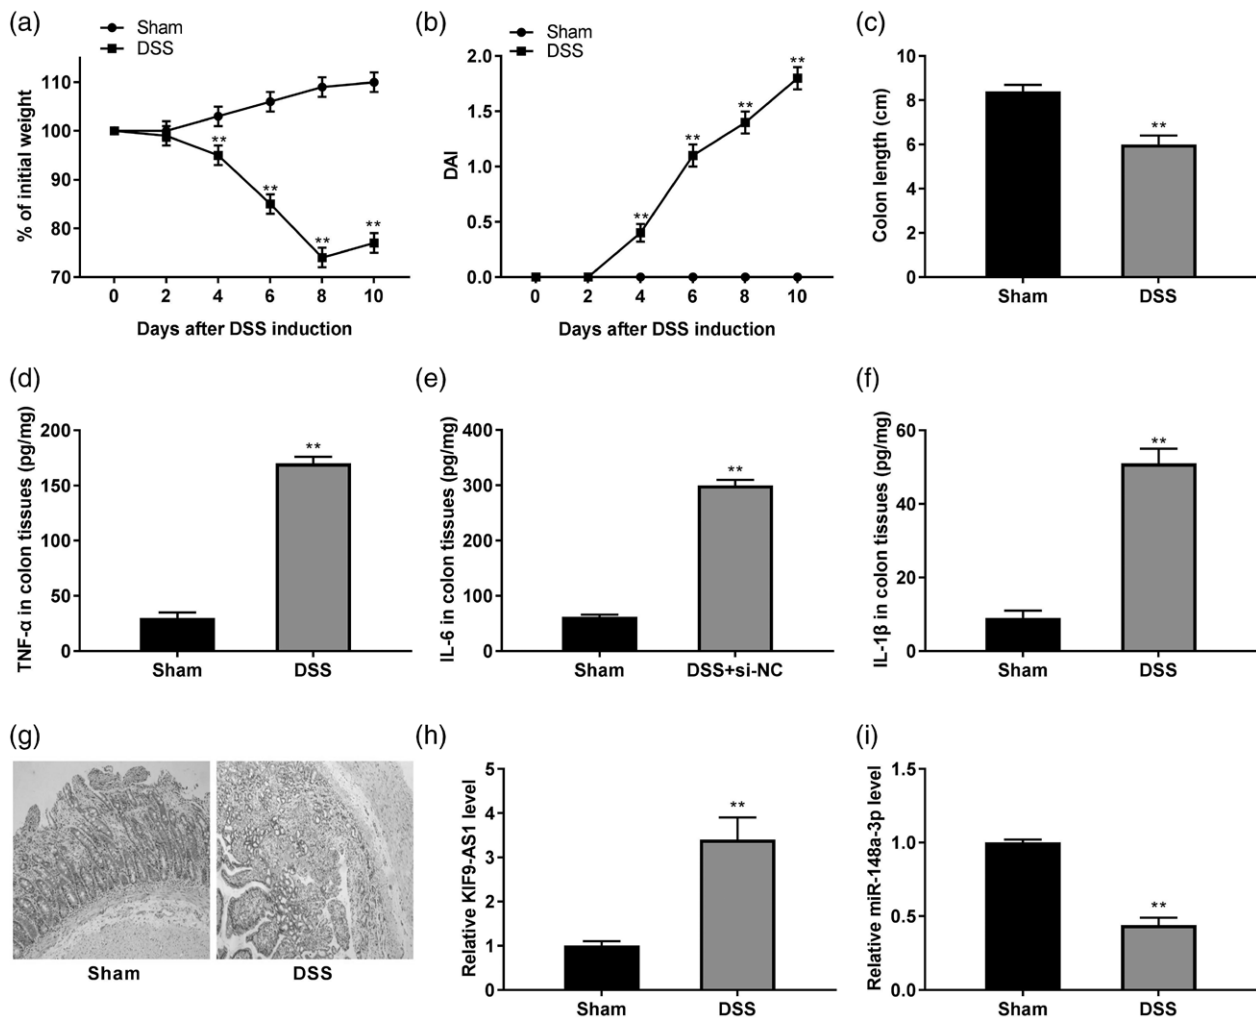 (a)
Sham
DSS
% of initial weight
110
100
90
80
70
**
**
**
**
0 2 4 6 8 10
Days after DSS induction
(b)
Sham
DSS
DAI
2.0
1.5
1.0
0.5
0.0
**
**
**
**
0 2 4 6 8 10
Days after DSS induction
(c)
Colon length (cm)
10
8
6
4
2
0
**
Sham DSS
(d)
TNF-α in colon tissues (pg/mg)
200
150
100
50
0
**
Sham DSS
(e)
IL-6 in colon tissues (pg/mg)
400
300
200
100
0
**
Sham DSS+si-NC
(f)
IL-1β in colon tissues (pg/mg)
60
40
20
0
**
Sham DSS
(g)
Sham DSS
(h)
Relative KIF9-AS1 level
5
4
3
2
1
0
**
Sham DSS
(i)
Relative miR-148a-3p level
1.5
1.0
0.5
0.0
**
Sham DSS